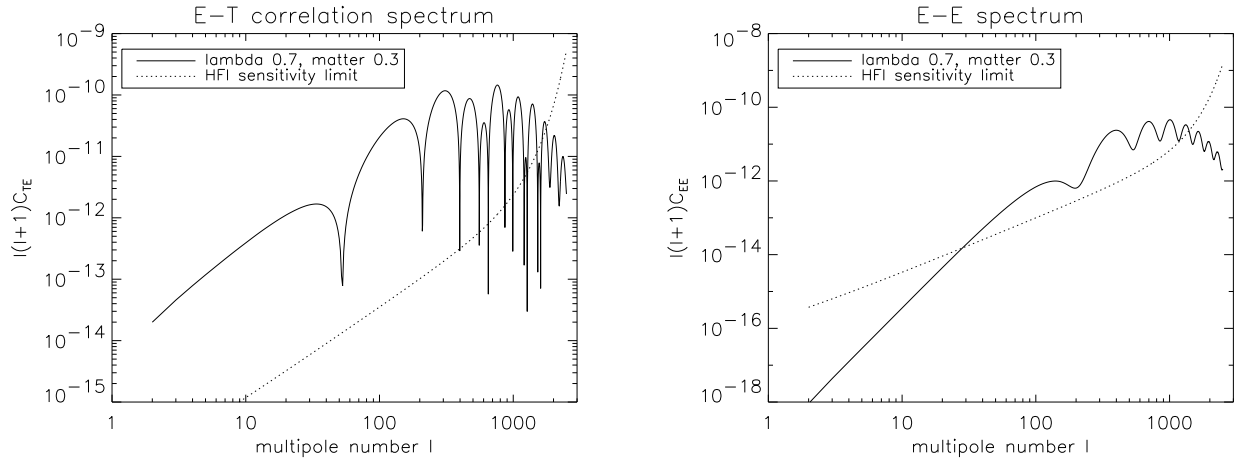 E-T correlation spectrum
10^-9
lambda 0.7, matter 0.3
HFI sensitivity limit
10^-10
10^-11
l(l+1)C_TE
10^-12
10^-13
10^-14
10^-15
1
10
100
1000
multipole number l
E-E spectrum
10^-8
lambda 0.7, matter 0.3
HFI sensitivity limit
10^-10
l(l+1)C_EE
10^-12
10^-14
10^-16
10^-18
1
10
100
1000
multipole number l